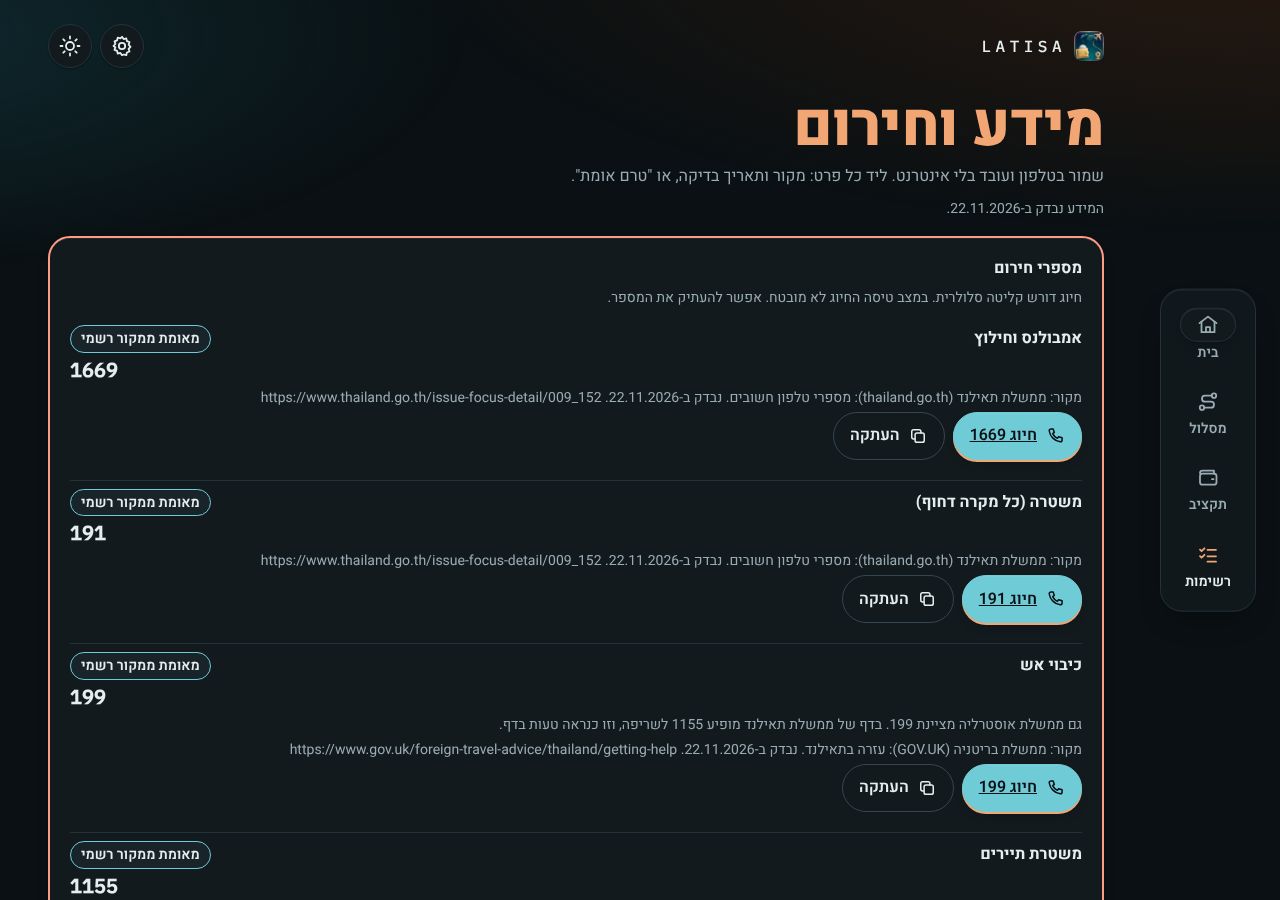 LATISA
מידע וחירום
שמור בטלפון ועובד בלי אינטרנט. ליד כל פרט: מקור ותאריך בדיקה, או "טרם אומת".
המידע נבדק ב-22.11.2026.
מספרי חירום
חיוג דורש קליטה סלולרית. במצב טיסה החיוג לא מובטח. אפשר להעתיק את המספר.
אמבולנס וחילוץ
מאומת ממקור רשמי
1669
מקור: ממשלת תאילנד (thailand.go.th): מספרי טלפון חשובים. נבדק ב-22.11.2026. https://www.thailand.go.th/issue-focus-detail/009_152
חיוג 1669
העתקה
משטרה (כל מקרה דחוף)
מאומת ממקור רשמי
191
מקור: ממשלת תאילנד (thailand.go.th): מספרי טלפון חשובים. נבדק ב-22.11.2026. https://www.thailand.go.th/issue-focus-detail/009_152
חיוג 191
העתקה
כיבוי אש
מאומת ממקור רשמי
199
גם ממשלת אוסטרליה מציינת 199. בדף של ממשלת תאילנד מופיע 1155 לשריפה, וזו כנראה טעות בדף.
מקור: ממשלת בריטניה (GOV.UK): עזרה בתאילנד. נבדק ב-22.11.2026. https://www.gov.uk/foreign-travel-advice/thailand/getting-help
חיוג 199
העתקה
משטרת תיירים
מאומת ממקור רשמי
1155
בית
מסלול
תקציב
רשימות